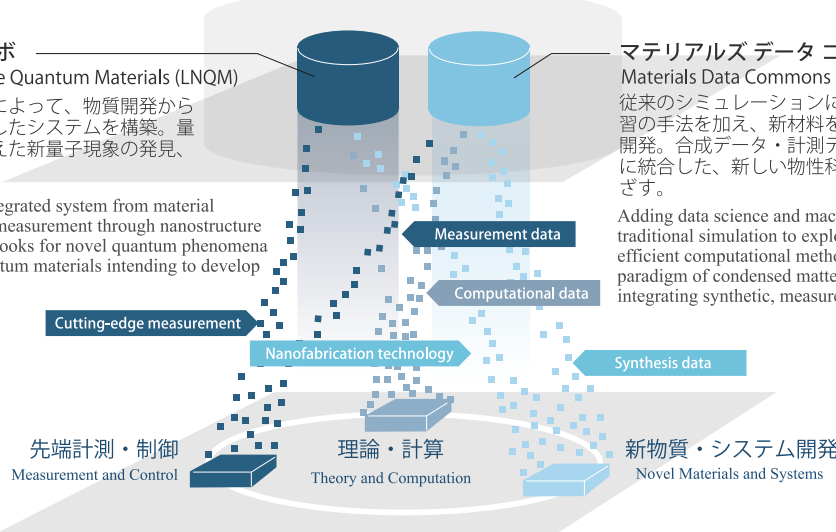 ボ
e Quantum Materials (LNQM)
によって、物質開発から
したシステムを構築。量
えた新量子現象の発見、
egrated system from material
measurement through nanostructure
ooks for novel quantum phenomena
tum materials intending to develop
マテリアルズ データ コ
Materials Data Commons
従来のシミュレーションに
習の手法を加え、新材料を
開発。合成データ・計測デ
に統合した、新しい物性科
ざす。
Adding data science and mac
traditional simulation to explo
efficient computational metho
paradigm of condensed matte
integrating synthetic, measure
Measurement data
Computational data
Cutting-edge measurement
Nanofabrication technology
Synthesis data
先端計測・制御
Measurement and Control
理論・計算
Theory and Computation
新物質・システム開発
Novel Materials and Systems